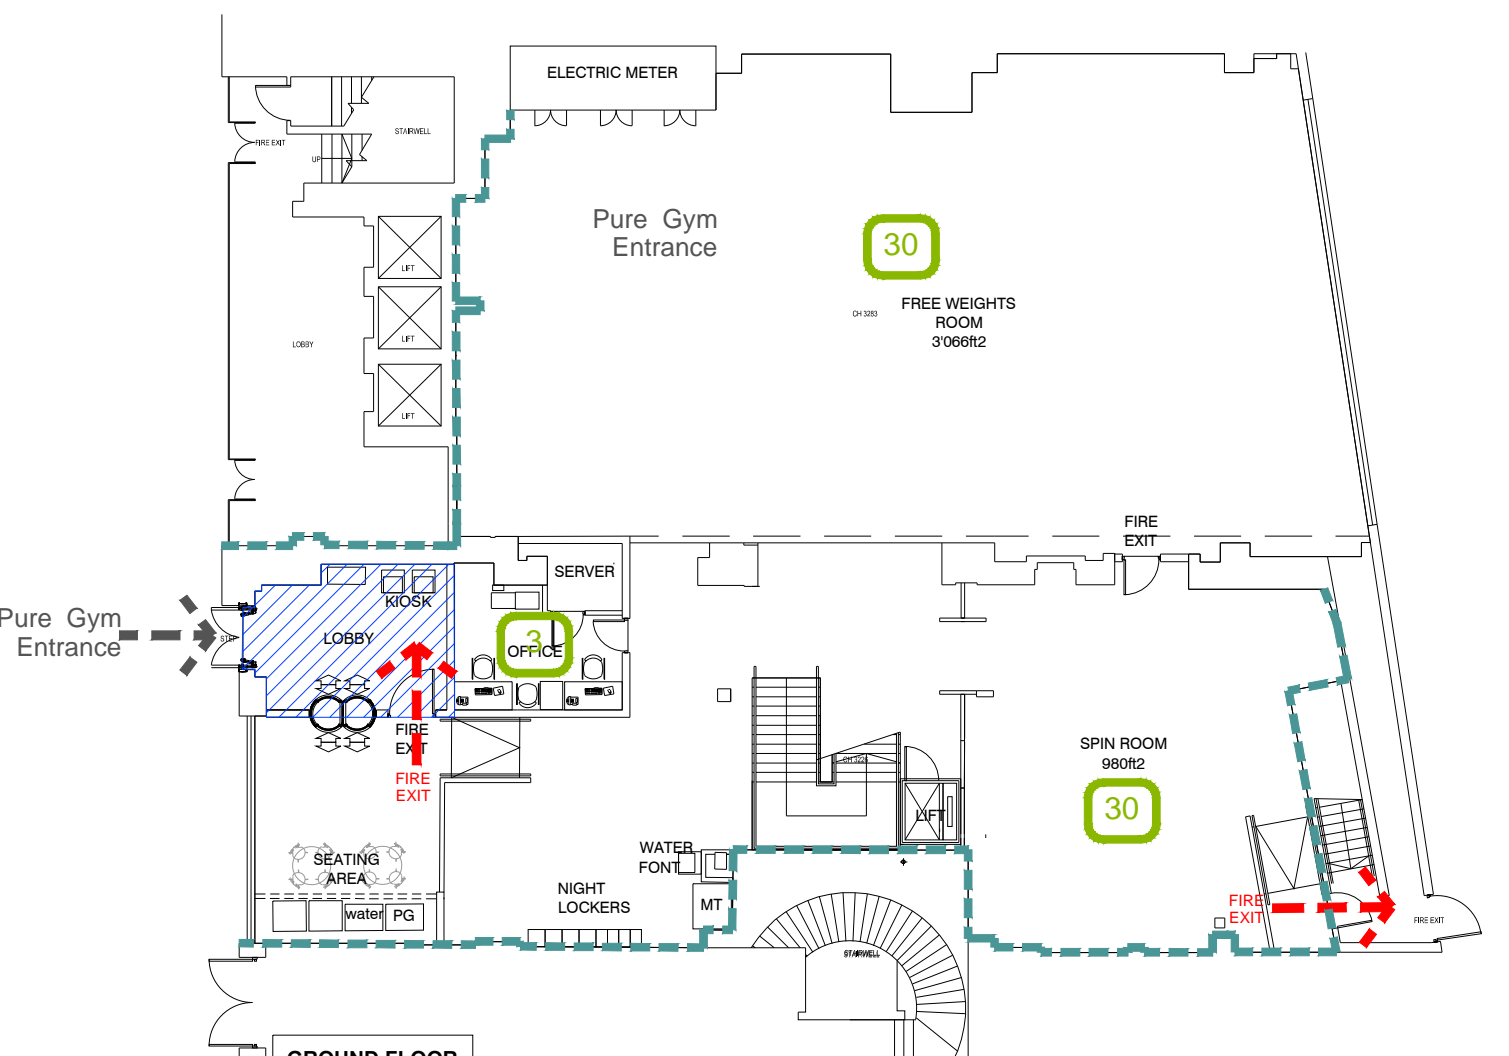 ELECTRIC METER
STAIRWELL
FIRE EXIT
UP
Pure Gym
Entrance
30
LIFT
FREE WEIGHTS
ROOM
3'066ft2
CH 3283
LIFT
LOBBY
LIFT
FIRE
EXIT
SERVER
KIOSK
Pure Gym
Entrance
STEP
LOBBY
3
OFFICE
FIRE
EXIT
FIRE
EXIT
SPIN ROOM
980ft2
CH 3226
30
LIFT
WATER
FONT
SEATING
AREA
NIGHT
LOCKERS
MT
water
PG
FIRE
EXIT
FIRE EXIT
STAIRWELL
GROUND FLOOR